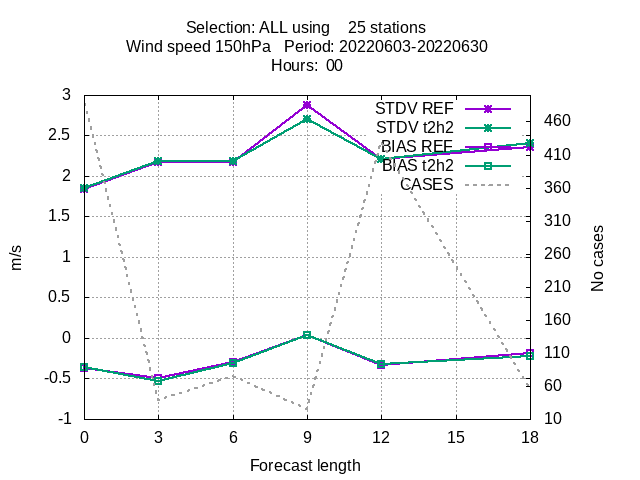 Selection: ALL using 25 stations
Wind speed 150hPa Period: 20220603-20220630
Hours: 00
STDV REF
STDV t2h2
BIAS REF
BIAS t2h2
CASES
3
2.5
2
1.5
1
0.5
0
-0.5
-1
460
410
360
310
260
210
160
110
60
10
m/s
No cases
0 3 6 9 12 15 18
Forecast length